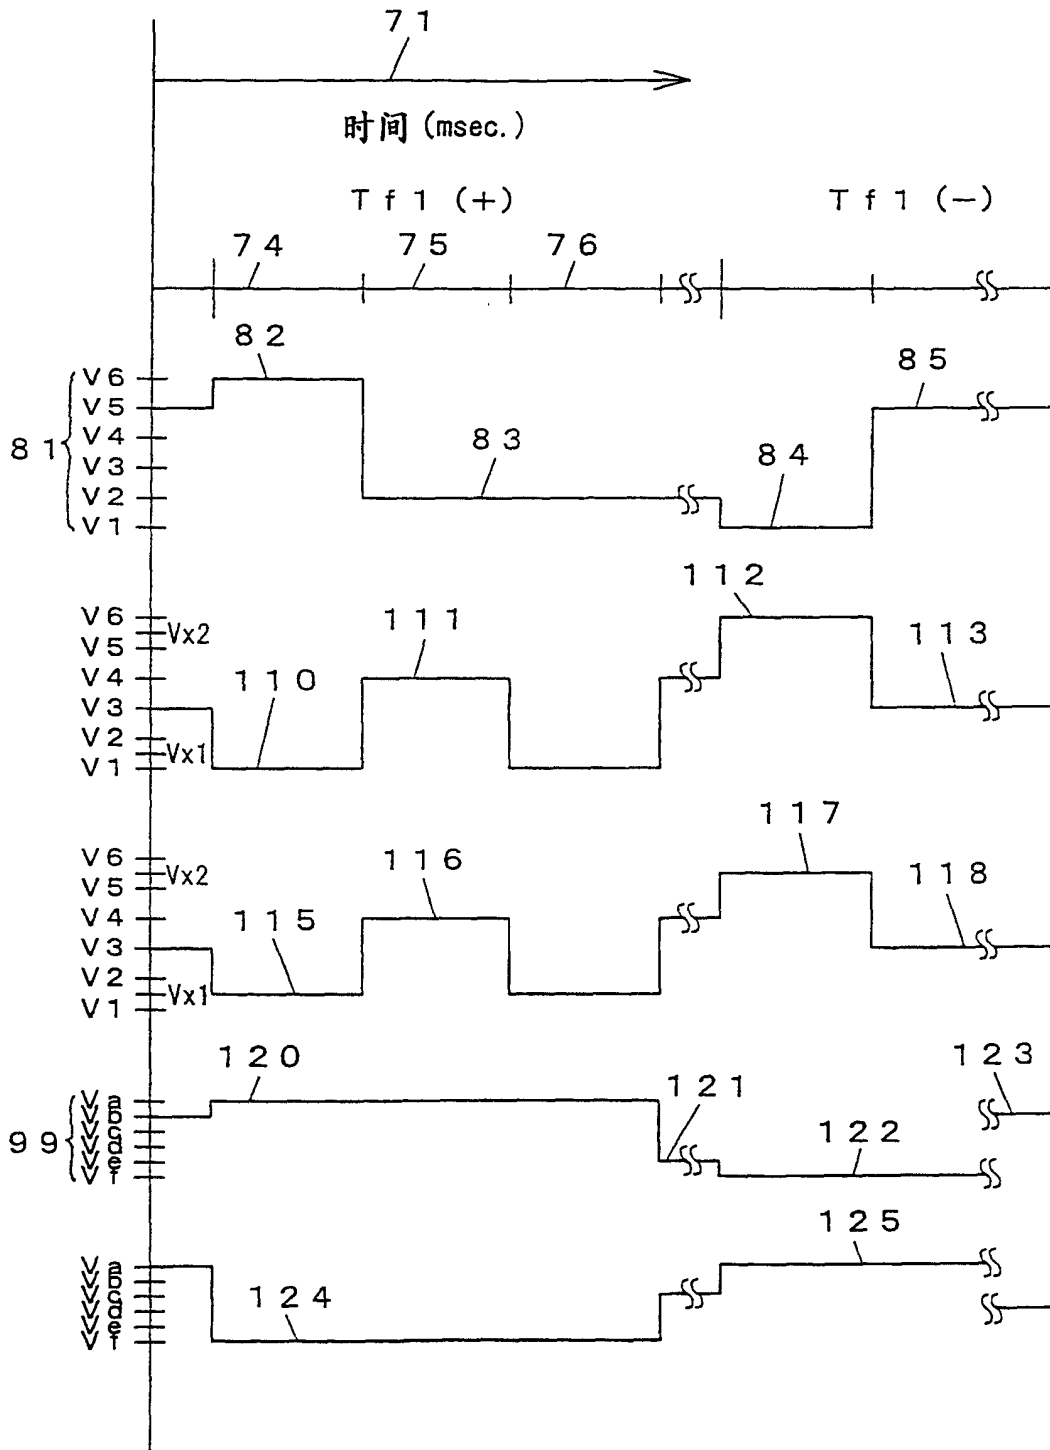 71
时间 (msec.)
Tf1 (+)
Tf1 (−)
74
75
76
82
81
V6
V5
V4
V3
V2
V1
83
84
85
V6
Vx2
V5
V4
V3
V2
Vx1
V1
110
111
112
113
V6
Vx2
V5
V4
V3
V2
Vx1
V1
115
116
117
118
99
Va
Vb
Vc
Vd
Ve
Vf
120
121
122
123
Va
Vb
Vc
Vd
Ve
Vf
124
125